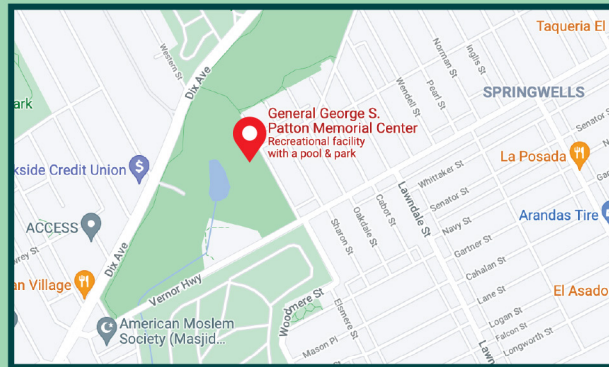 Taqueria El
Western St
Dix Ave
Norman St
Inglis St
Pearl St
Wendell St
SPRINGWELLS
ark
General George S.
Patton Memorial Center
Recreational facility
with a pool & park
Senator S
La Posada
kside Credit Union
Whittaker St
Lawndale St
Senator St
Cabot St
Oakdale St
Sharon St
Navy St
Arandas Tire
ACCESS
Gartner St
Cahalan St
Dix Ave
an Village
Vernor Hwy
Lane St
El Asado
Woodmere St
Elsmere St
Logan St
Falcon St
Longworth St
American Moslem
Society (Masjid...
Mason Pl
Lawn